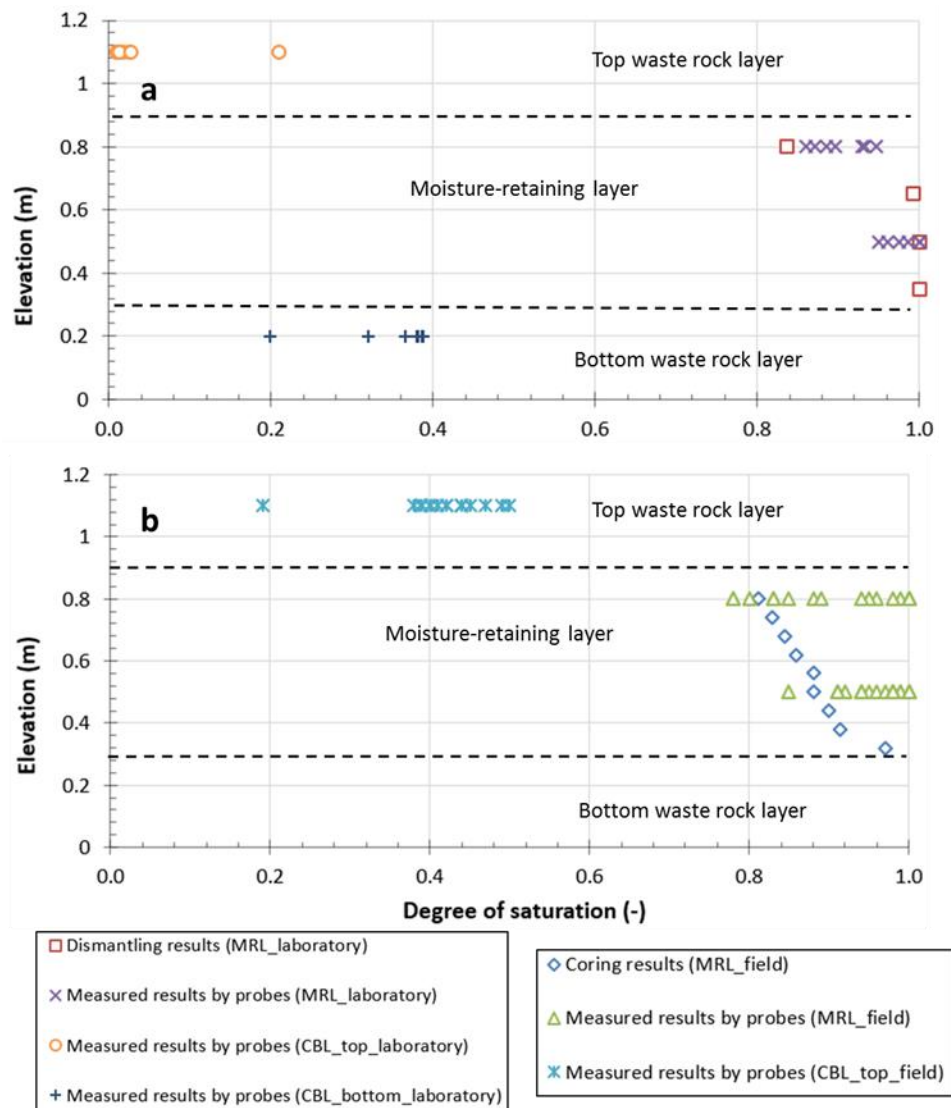 1.2
Top waste rock layer
1
a
0.8
Moisture-retaining layer
0.6
Elevation (m)
0.4
0.2
Bottom waste rock layer
0
0.0 0.2 0.4 0.6 0.8 1.0
1.2
Top waste rock layer
b
1
0.8
Moisture-retaining layer
0.6
Elevation (m)
0.4
0.2
Bottom waste rock layer
0
0.0 0.2 0.4 0.6 0.8 1.0
Degree of saturation (-)
Dismantling results (MRL_laboratory)
Measured results by probes (MRL_laboratory)
Measured results by probes (CBL_top_laboratory)
Measured results by probes (CBL_bottom_laboratory)
Coring results (MRL_field)
Measured results by probes (MRL_field)
Measured results by probes (CBL_top_field)